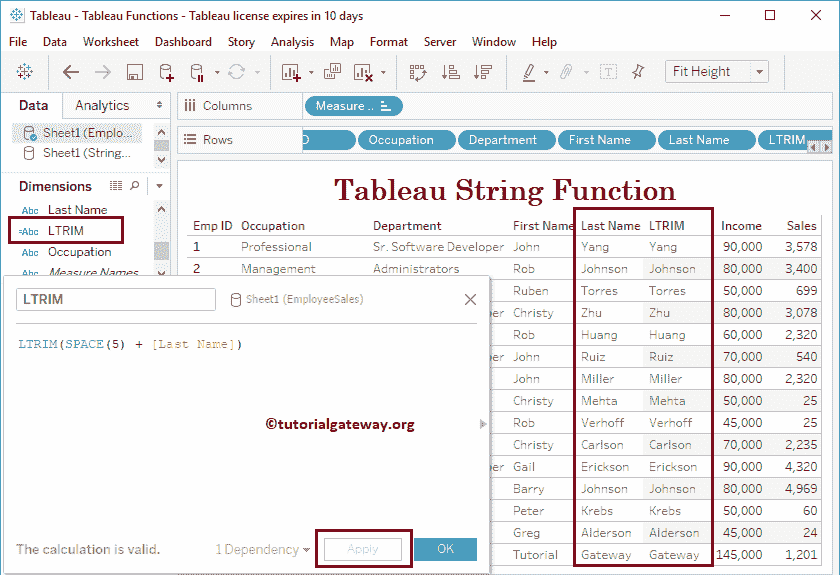 Tableau - Tableau Functions - Tableau license expires in 10 days
File Data Worksheet Dashboard Story Analysis Map Format Server Window Help
Fit Height
Data Analytics
Sheet1 (Emplo...
Sheet1 (String...
Dimensions
Abc Last Name
=Abc LTRIM
Abc Occupation
Abc Measure Names
Columns Measure ..
Rows D Occupation Department First Name Last Name LTRIM
Tableau String Function
Emp ID Occupation Department First Name Last Name LTRIM Income Sales
1 Professional Sr. Software Developer John Yang Yang 90,000 3,578
2 Management Administrators Rob Johnson Johnson 80,000 3,400
Ruben Torres Torres 50,000 699
er Christy Zhu Zhu 80,000 3,078
Rob Huang Huang 60,000 2,320
er John Ruiz Ruiz 70,000 540
John Miller Miller 80,000 2,320
Christy Mehta Mehta 50,000 25
Rob Verhoff Verhoff 45,000 25
Christy Carlson Carlson 70,000 2,235
er Gail Erickson Erickson 90,000 4,320
Barry Johnson Johnson 80,000 4,969
Peter Krebs Krebs 50,000 60
Greg Alderson Alderson 45,000 24
Tutorial Gateway Gateway 145,000 1,201
LTRIM Sheet1 (EmployeeSales)
LTRIM(SPACE(5) + [Last Name])
©tutorialgateway.org
The calculation is valid. 1 Dependency Apply OK